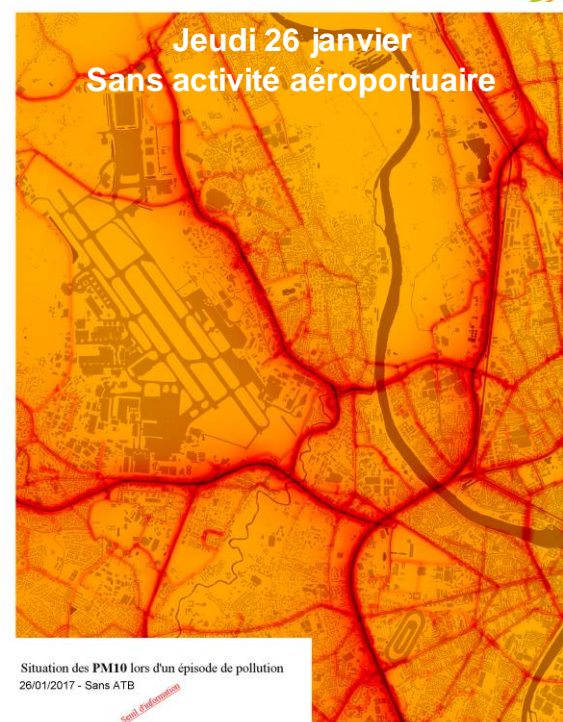 Jeudi 26 janvier
Sans activité aéroportuaire
Situation des PM10 lors d'un épisode de pollution
26/01/2017 - Sans ATB
Seuil d'information